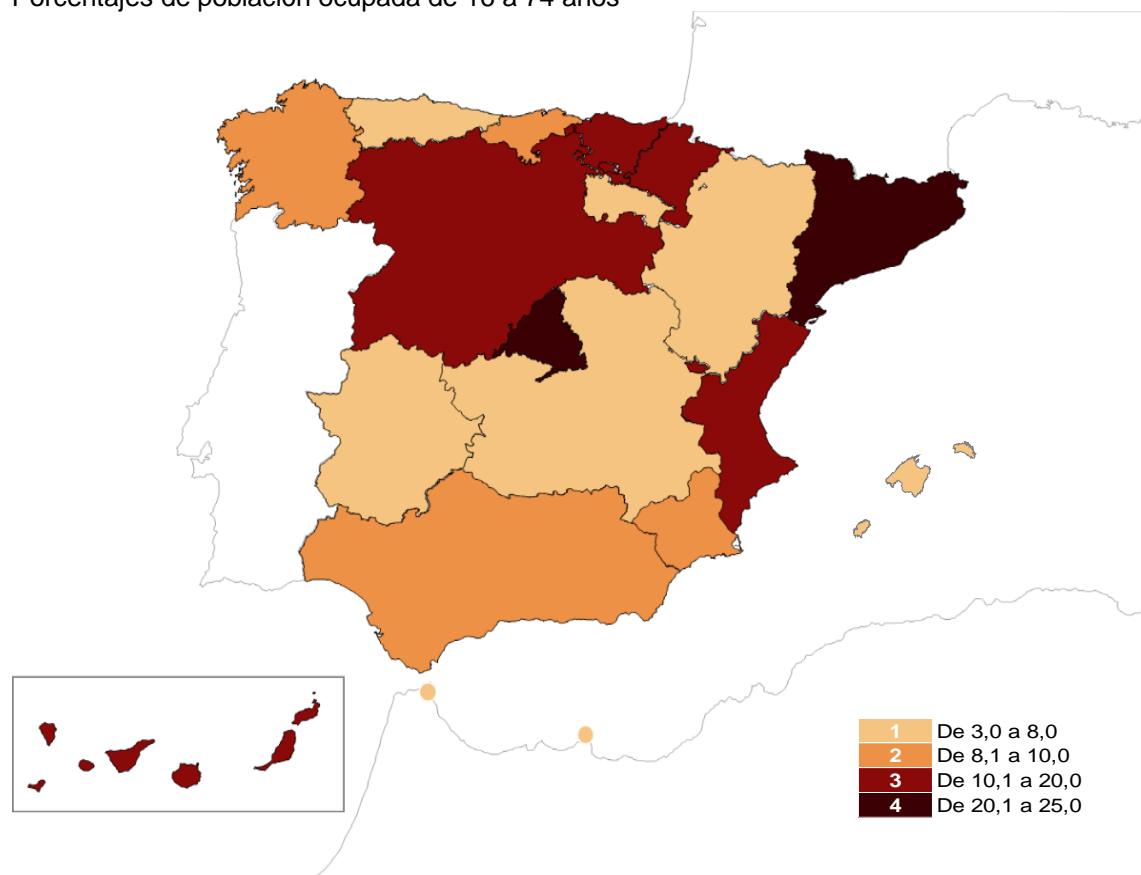 Porcentajes de población ocupada de 16 a 74 años
1 De 3,0 a 8,0
2 De 8,1 a 10,0
3 De 10,1 a 20,0
4 De 20,1 a 25,0